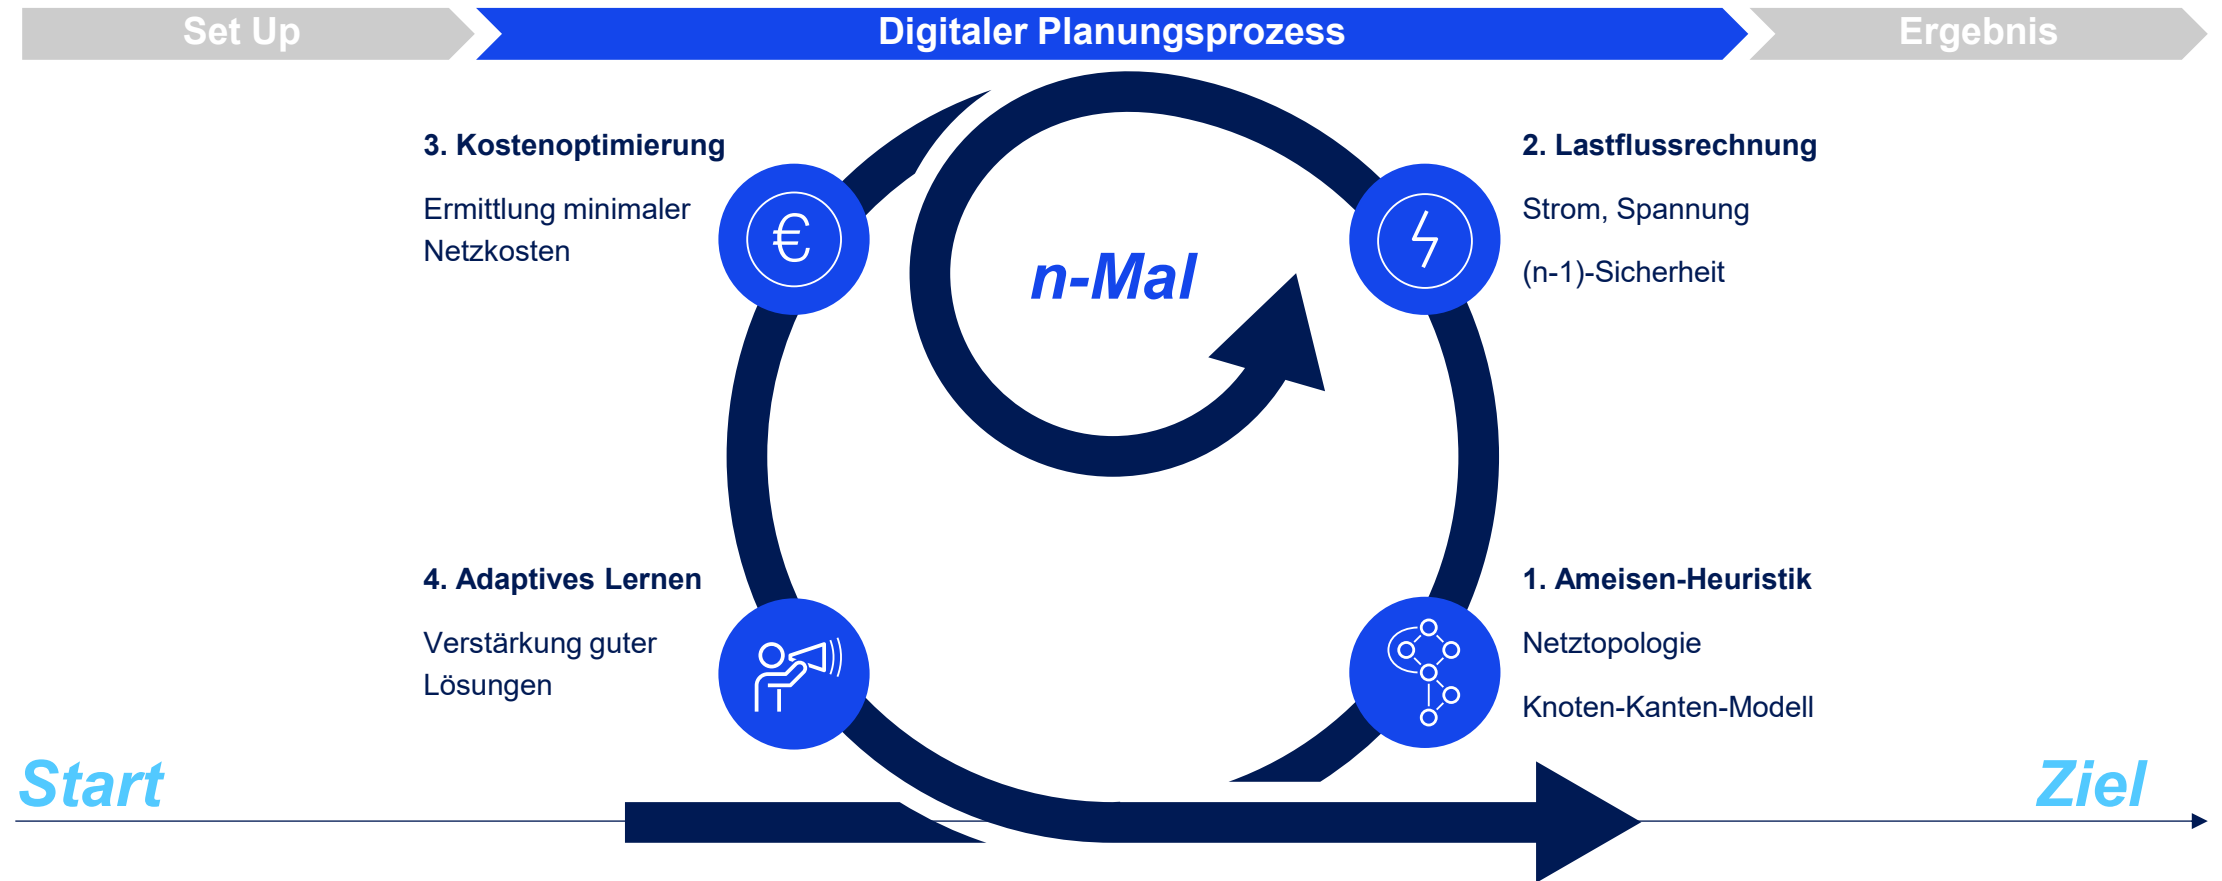 Set Up
Digitaler Planungsprozess
Ergebnis
3. Kostenoptimierung
Ermittlung minimaler
Netzkosten
€
n-Mal
2. Lastflussrechnung
Strom, Spannung
(n-1)-Sicherheit
4. Adaptives Lernen
Verstärkung guter
Lösungen
1. Ameisen-Heuristik
Netztopologie
Knoten-Kanten-Modell
Start
Ziel